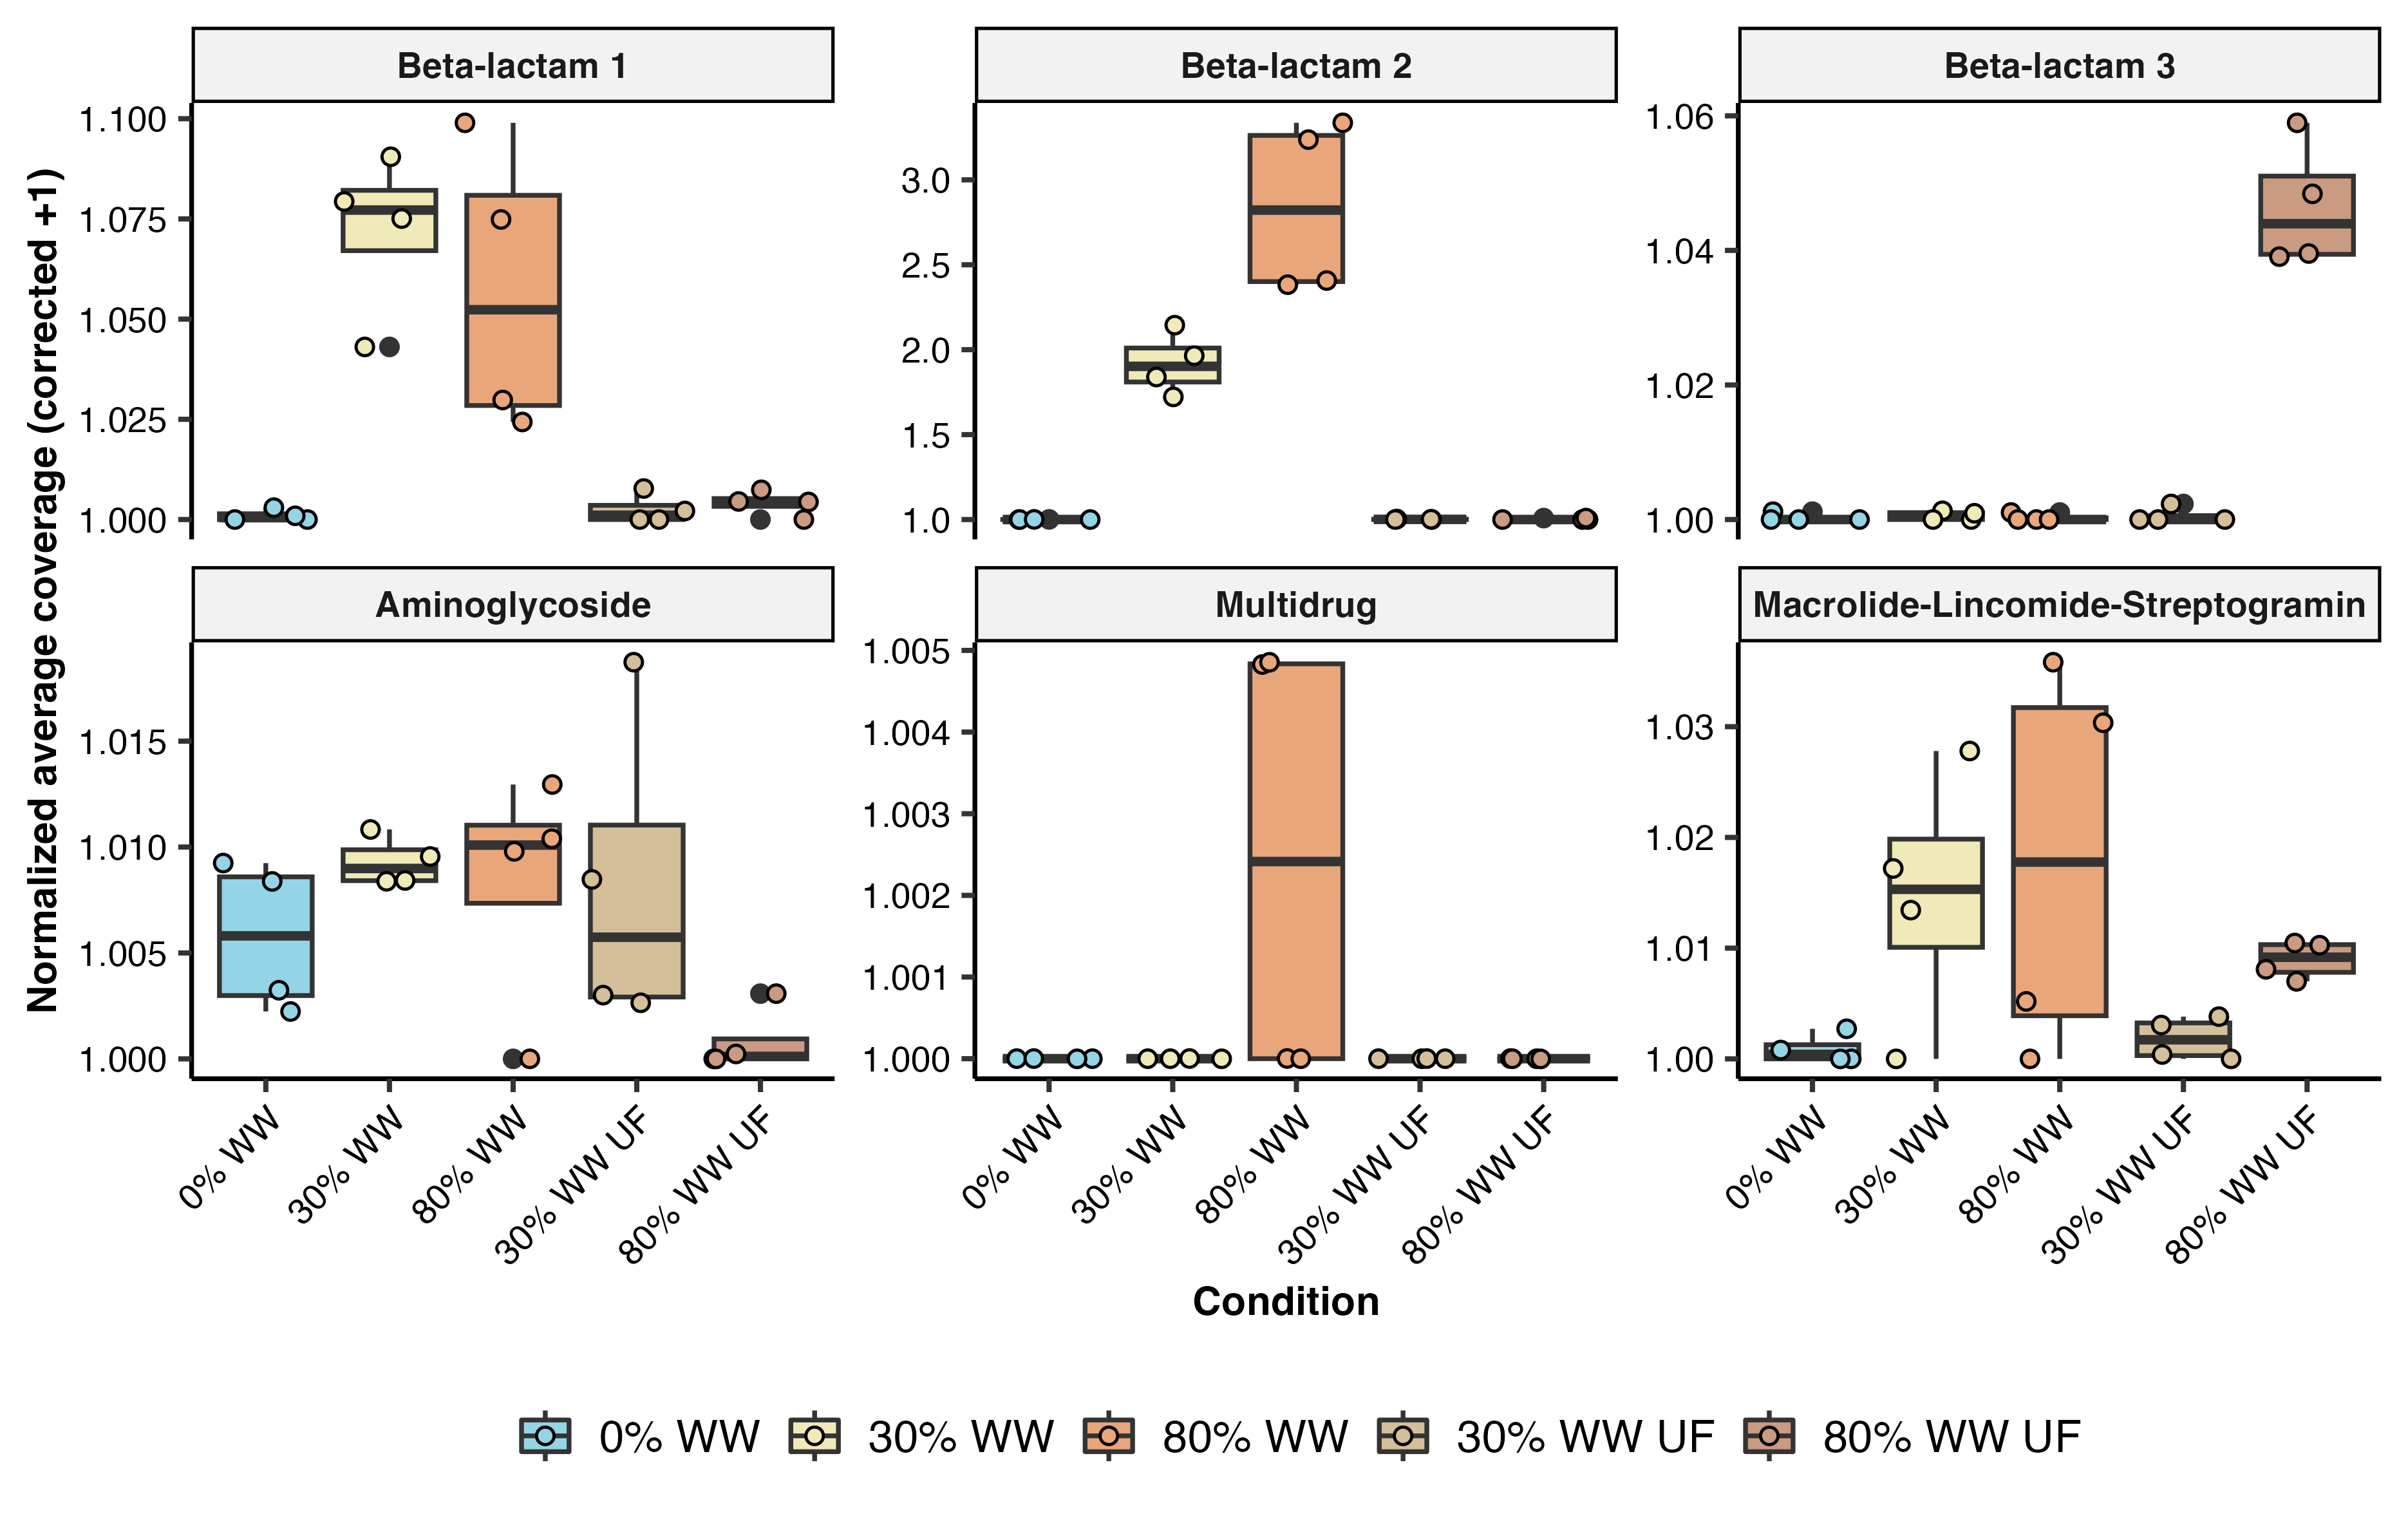 Beta-lactam 1
Beta-lactam 2
Beta-lactam 3
Normalized average coverage (corrected +1)
1.100
1.075
1.050
1.025
1.000
3.0
2.5
2.0
1.5
1.0
1.06
1.04
1.02
1.00
Aminoglycoside
Multidrug
Macrolide-Lincomide-Streptogramin
1.015
1.010
1.005
1.000
1.005
1.004
1.003
1.002
1.001
1.000
1.03
1.02
1.01
1.00
0% WW
30% WW
80% WW
30% WW UF
80% WW UF
0% WW
30% WW
80% WW
30% WW UF
80% WW UF
0% WW
30% WW
80% WW
30% WW UF
80% WW UF
Condition
0% WW 30% WW 80% WW 30% WW UF 80% WW UF